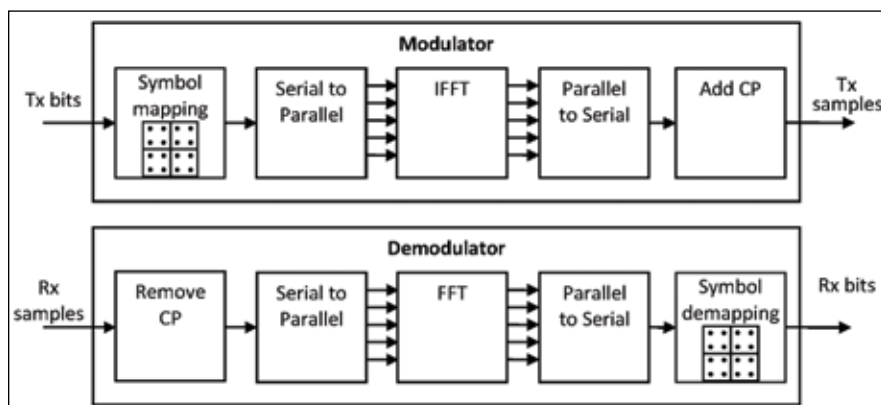 Modulator
Tx bits
Symbol
mapping
Serial to
Parallel
IFFT
Parallel
to Serial
Add CP
Tx
samples
Demodulator
Rx
samples
Remove
CP
Serial to
Parallel
FFT
Parallel
to Serial
Symbol
demapping
Rx bits